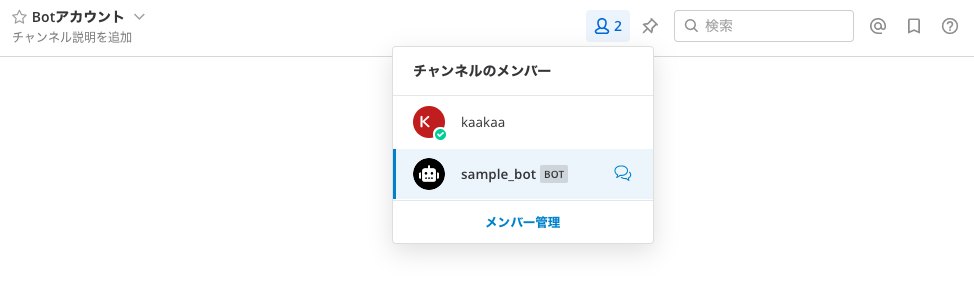 Botアカウント
チャンネル説明を追加
2
検索
チャンネルのメンバー
K
kaakaa
sample_bot BOT
メンバー管理